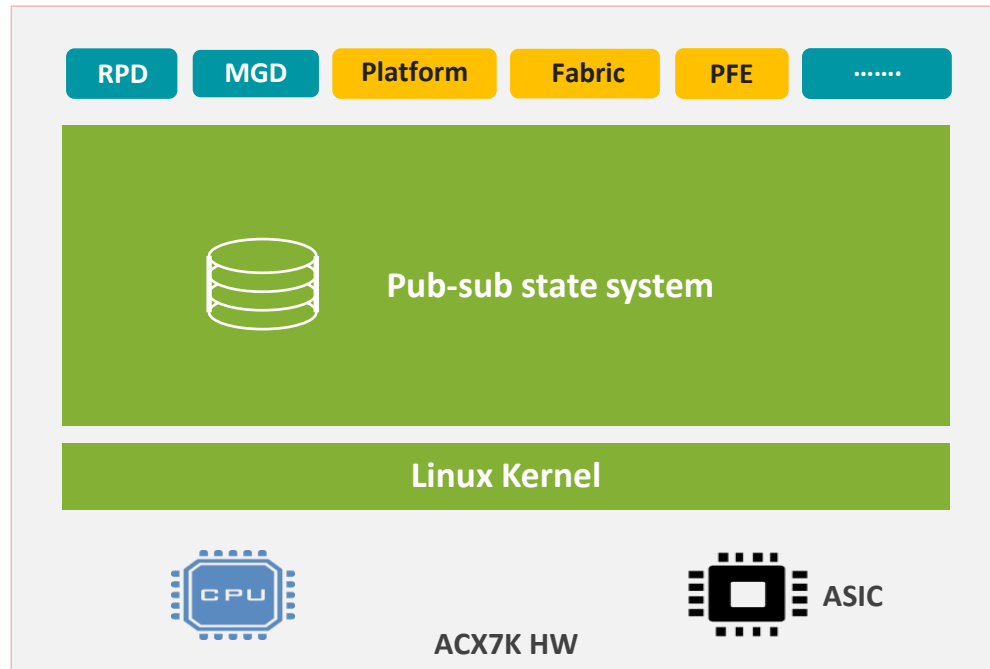 RPD MGD Platform Fabric PFE .......
Pub-sub state system
Linux Kernel
CPU
ASIC
ACX7K HW